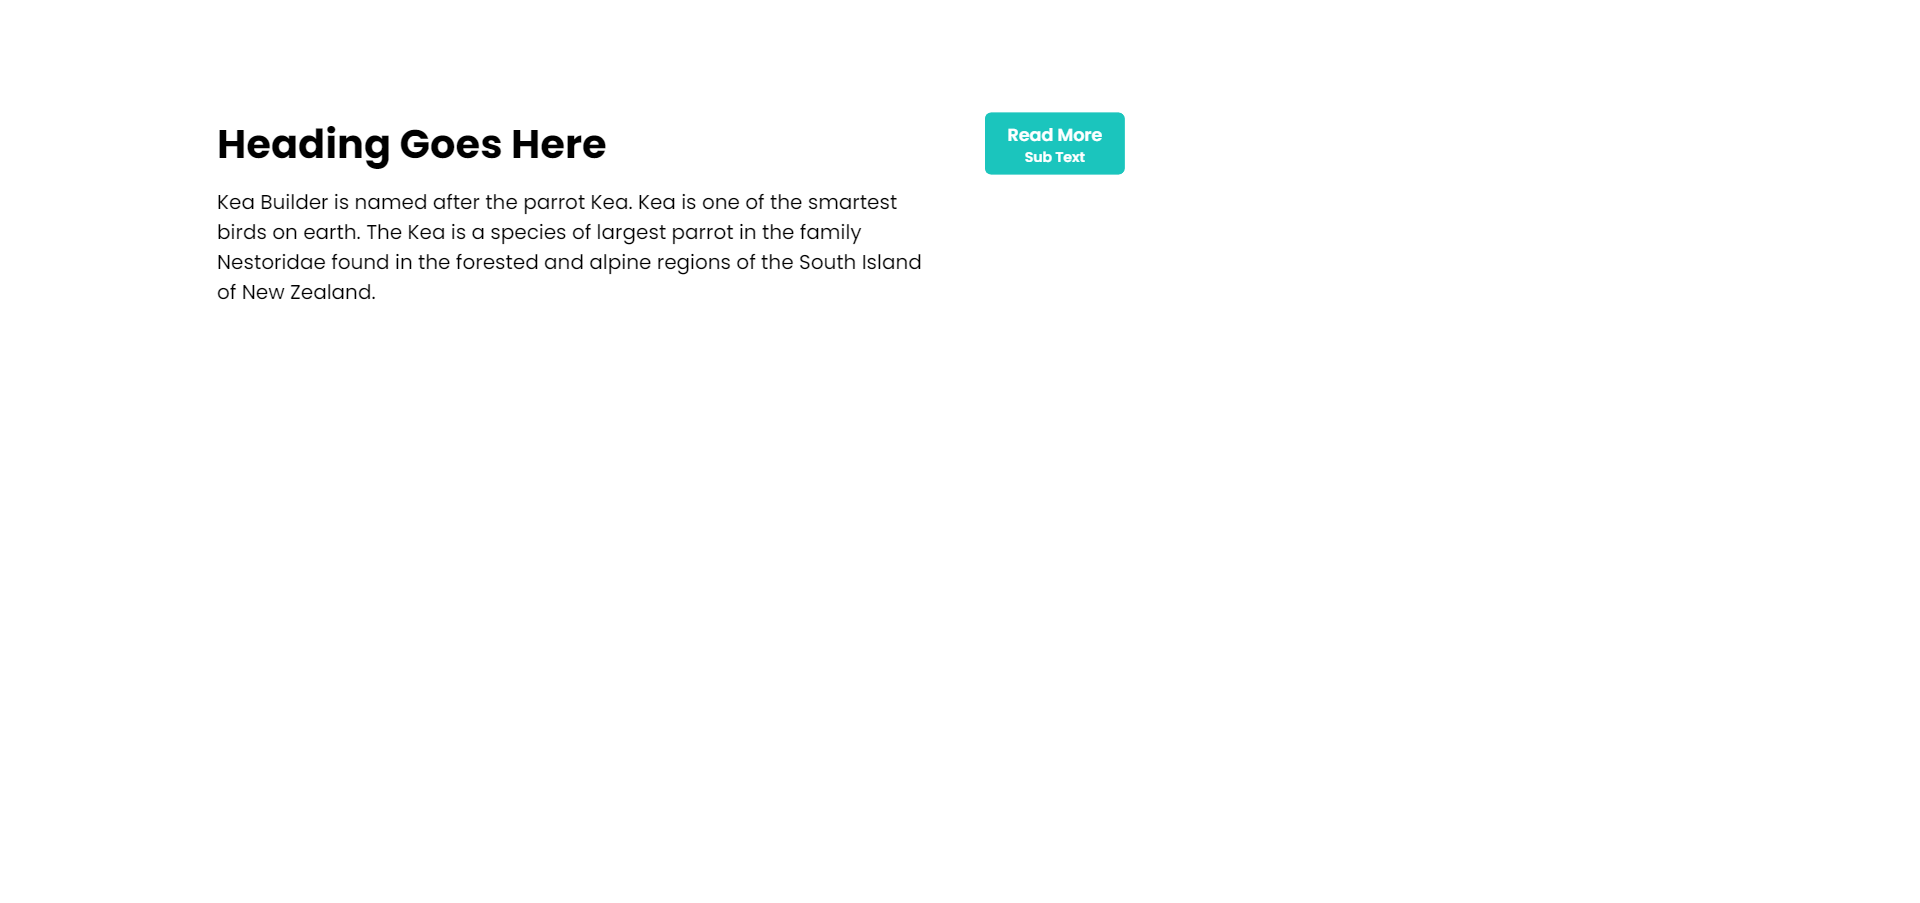 Heading Goes Here
Kea Builder is named after the parrot Kea. Kea is one of the smartest
birds on earth. The Kea is a species of largest parrot in the family
Nestoridae found in the forested and alpine regions of the South Island
of New Zealand.
Read More
Sub Text